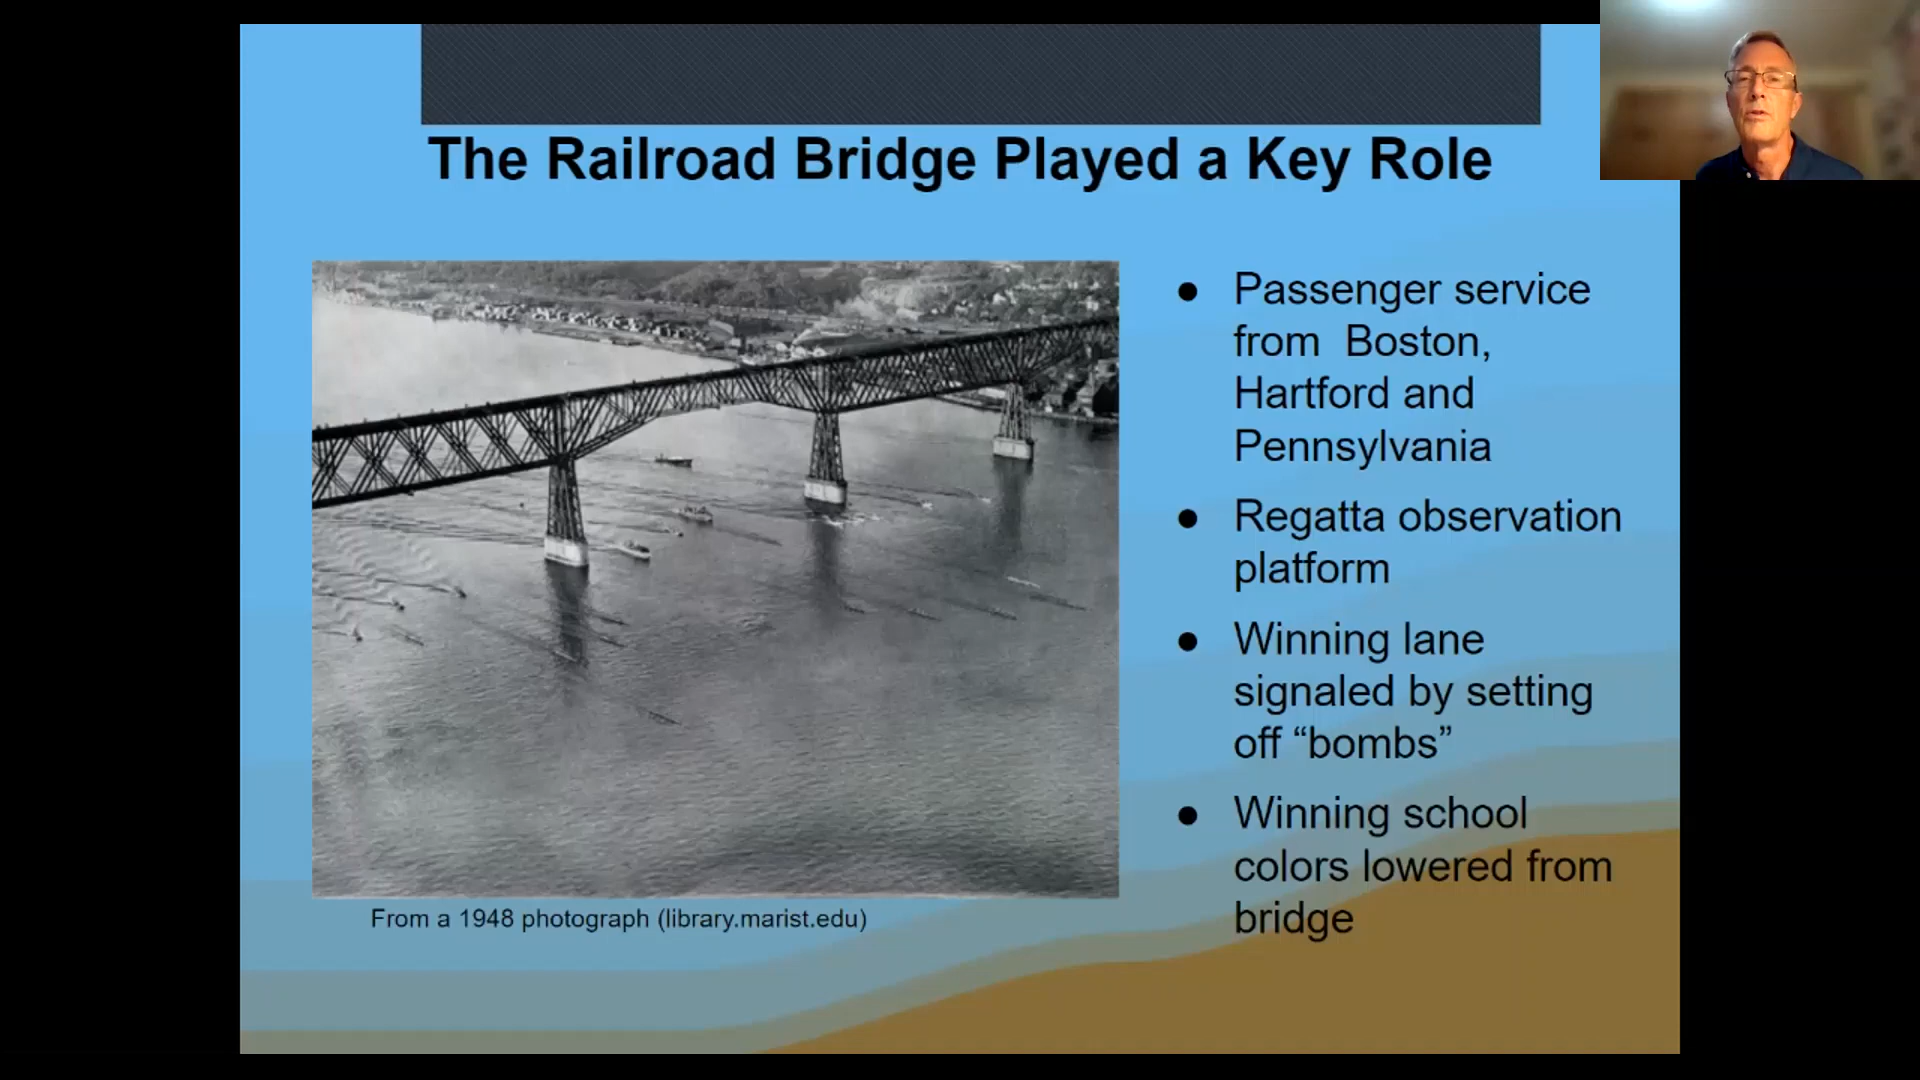 The Railroad Bridge Played a Key Role
● Passenger service
from Boston,
Hartford and
Pennsylvania
● Regatta observation
platform
● Winning lane
signaled by setting
off “bombs”
● Winning school
colors lowered from
bridge
From a 1948 photograph (library.marist.edu)